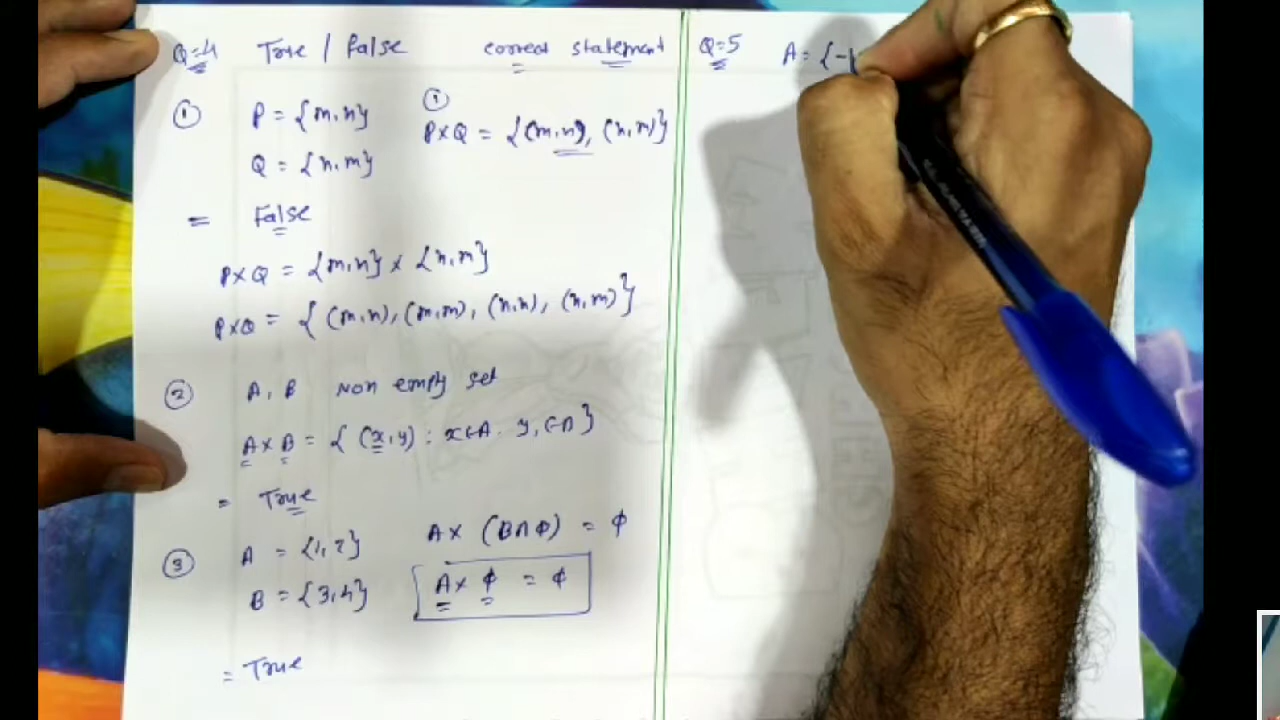 Q=4 True / False correct statement
① P = {m,n} ① P×Q = {(m,n), (n,m)}
Q = {n,m}
= False
P×Q = {m,n} × {n,m}
P×Q = { (m,n), (m,m), (n,n), (n,m) }
② A, B Non empty set
A×B = { (x,y) : x∈A
= True
③ A = {1,2} A× (B∩ϕ) = ϕ
B = {3,4} A× ϕ = ϕ
= True
Q=5 A = {-1